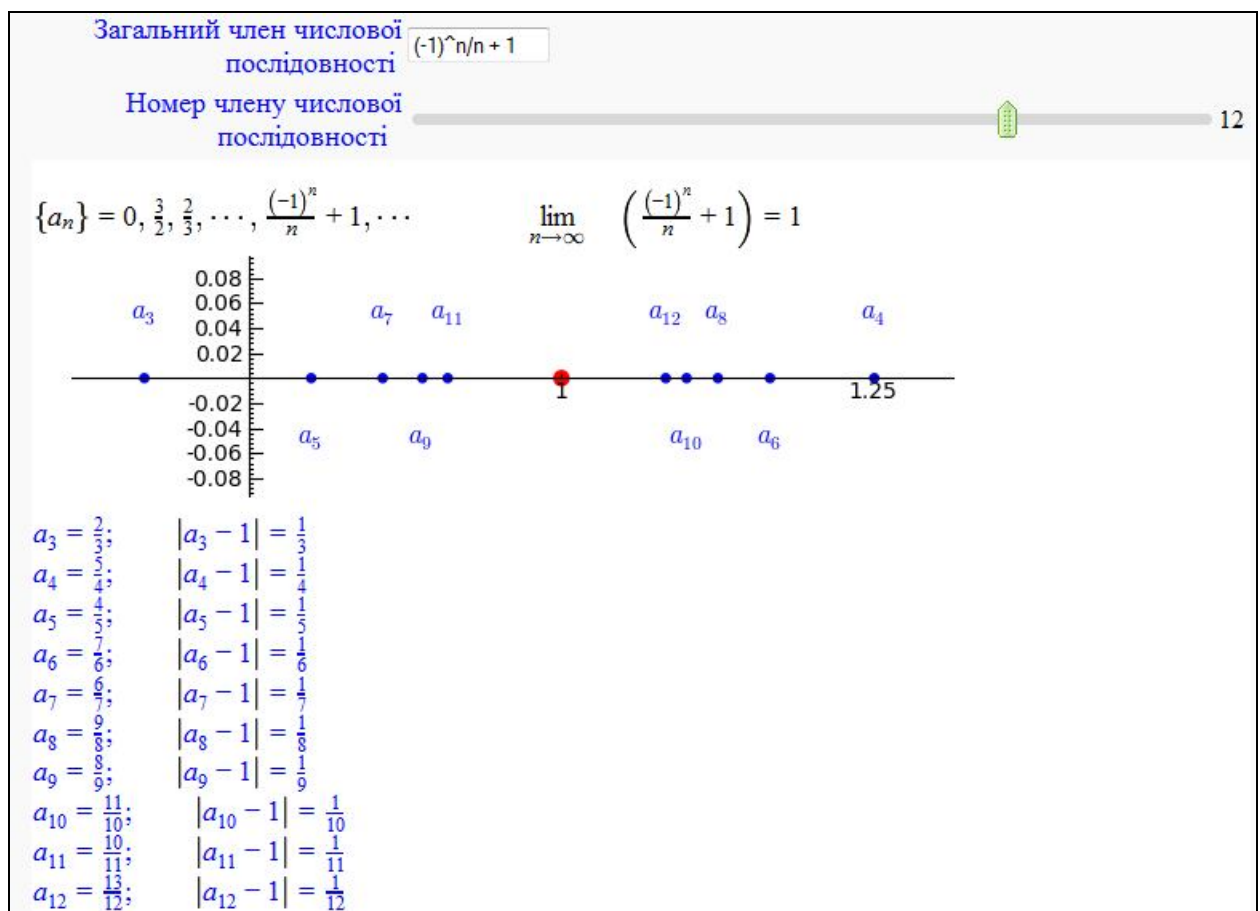 Загальний член числової
послідовності
(-1)^n/n + 1
Номер члену числової
послідовності
12
{aₙ} = 0, 3/2, 2/3, ⋯, (−1)ⁿ/n + 1, ⋯ lim n→∞ ((−1)ⁿ/n + 1) = 1
0.08
0.06
0.04
0.02
-0.02
-0.04
-0.06
-0.08
a₃ a₇ a₁₁ a₁₂ a₈ a₄
1 1.25
a₅ a₉ a₁₀ a₆
a₃ = 2/3; |a₃ − 1| = 1/3
a₄ = 5/4; |a₄ − 1| = 1/4
a₅ = 4/5; |a₅ − 1| = 1/5
a₆ = 7/6; |a₆ − 1| = 1/6
a₇ = 6/7; |a₇ − 1| = 1/7
a₈ = 9/8; |a₈ − 1| = 1/8
a₉ = 8/9; |a₉ − 1| = 1/9
a₁₀ = 11/10; |a₁₀ − 1| = 1/10
a₁₁ = 10/11; |a₁₁ − 1| = 1/11
a₁₂ = 13/12; |a₁₂ − 1| = 1/12